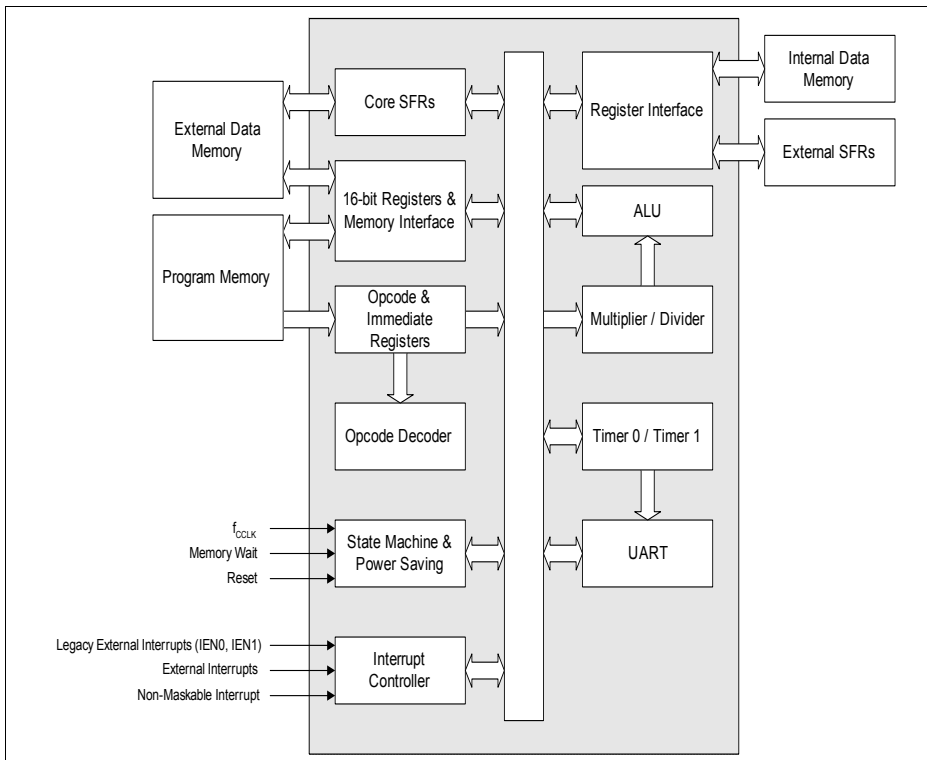 External Data
Memory
Program Memory
Core SFRs
16-bit Registers &
Memory Interface
Opcode &
Immediate
Registers
Opcode Decoder
State Machine &
Power Saving
Interrupt
Controller
f_CCLK
Memory Wait
Reset
Legacy External Interrupts (IEN0, IEN1)
External Interrupts
Non-Maskable Interrupt
Register Interface
ALU
Multiplier / Divider
Timer 0 / Timer 1
UART
Internal Data
Memory
External SFRs